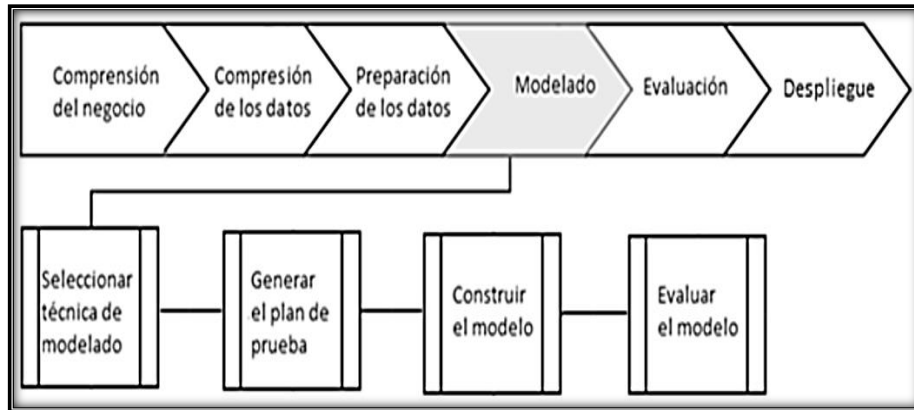 Comprensión
del negocio
Compresión
de los datos
Preparación
de los datos
Modelado
Evaluación
Despliegue
Seleccionar
técnica de
modelado
Generar
el plan de
prueba
Construir
el modelo
Evaluar
el modelo